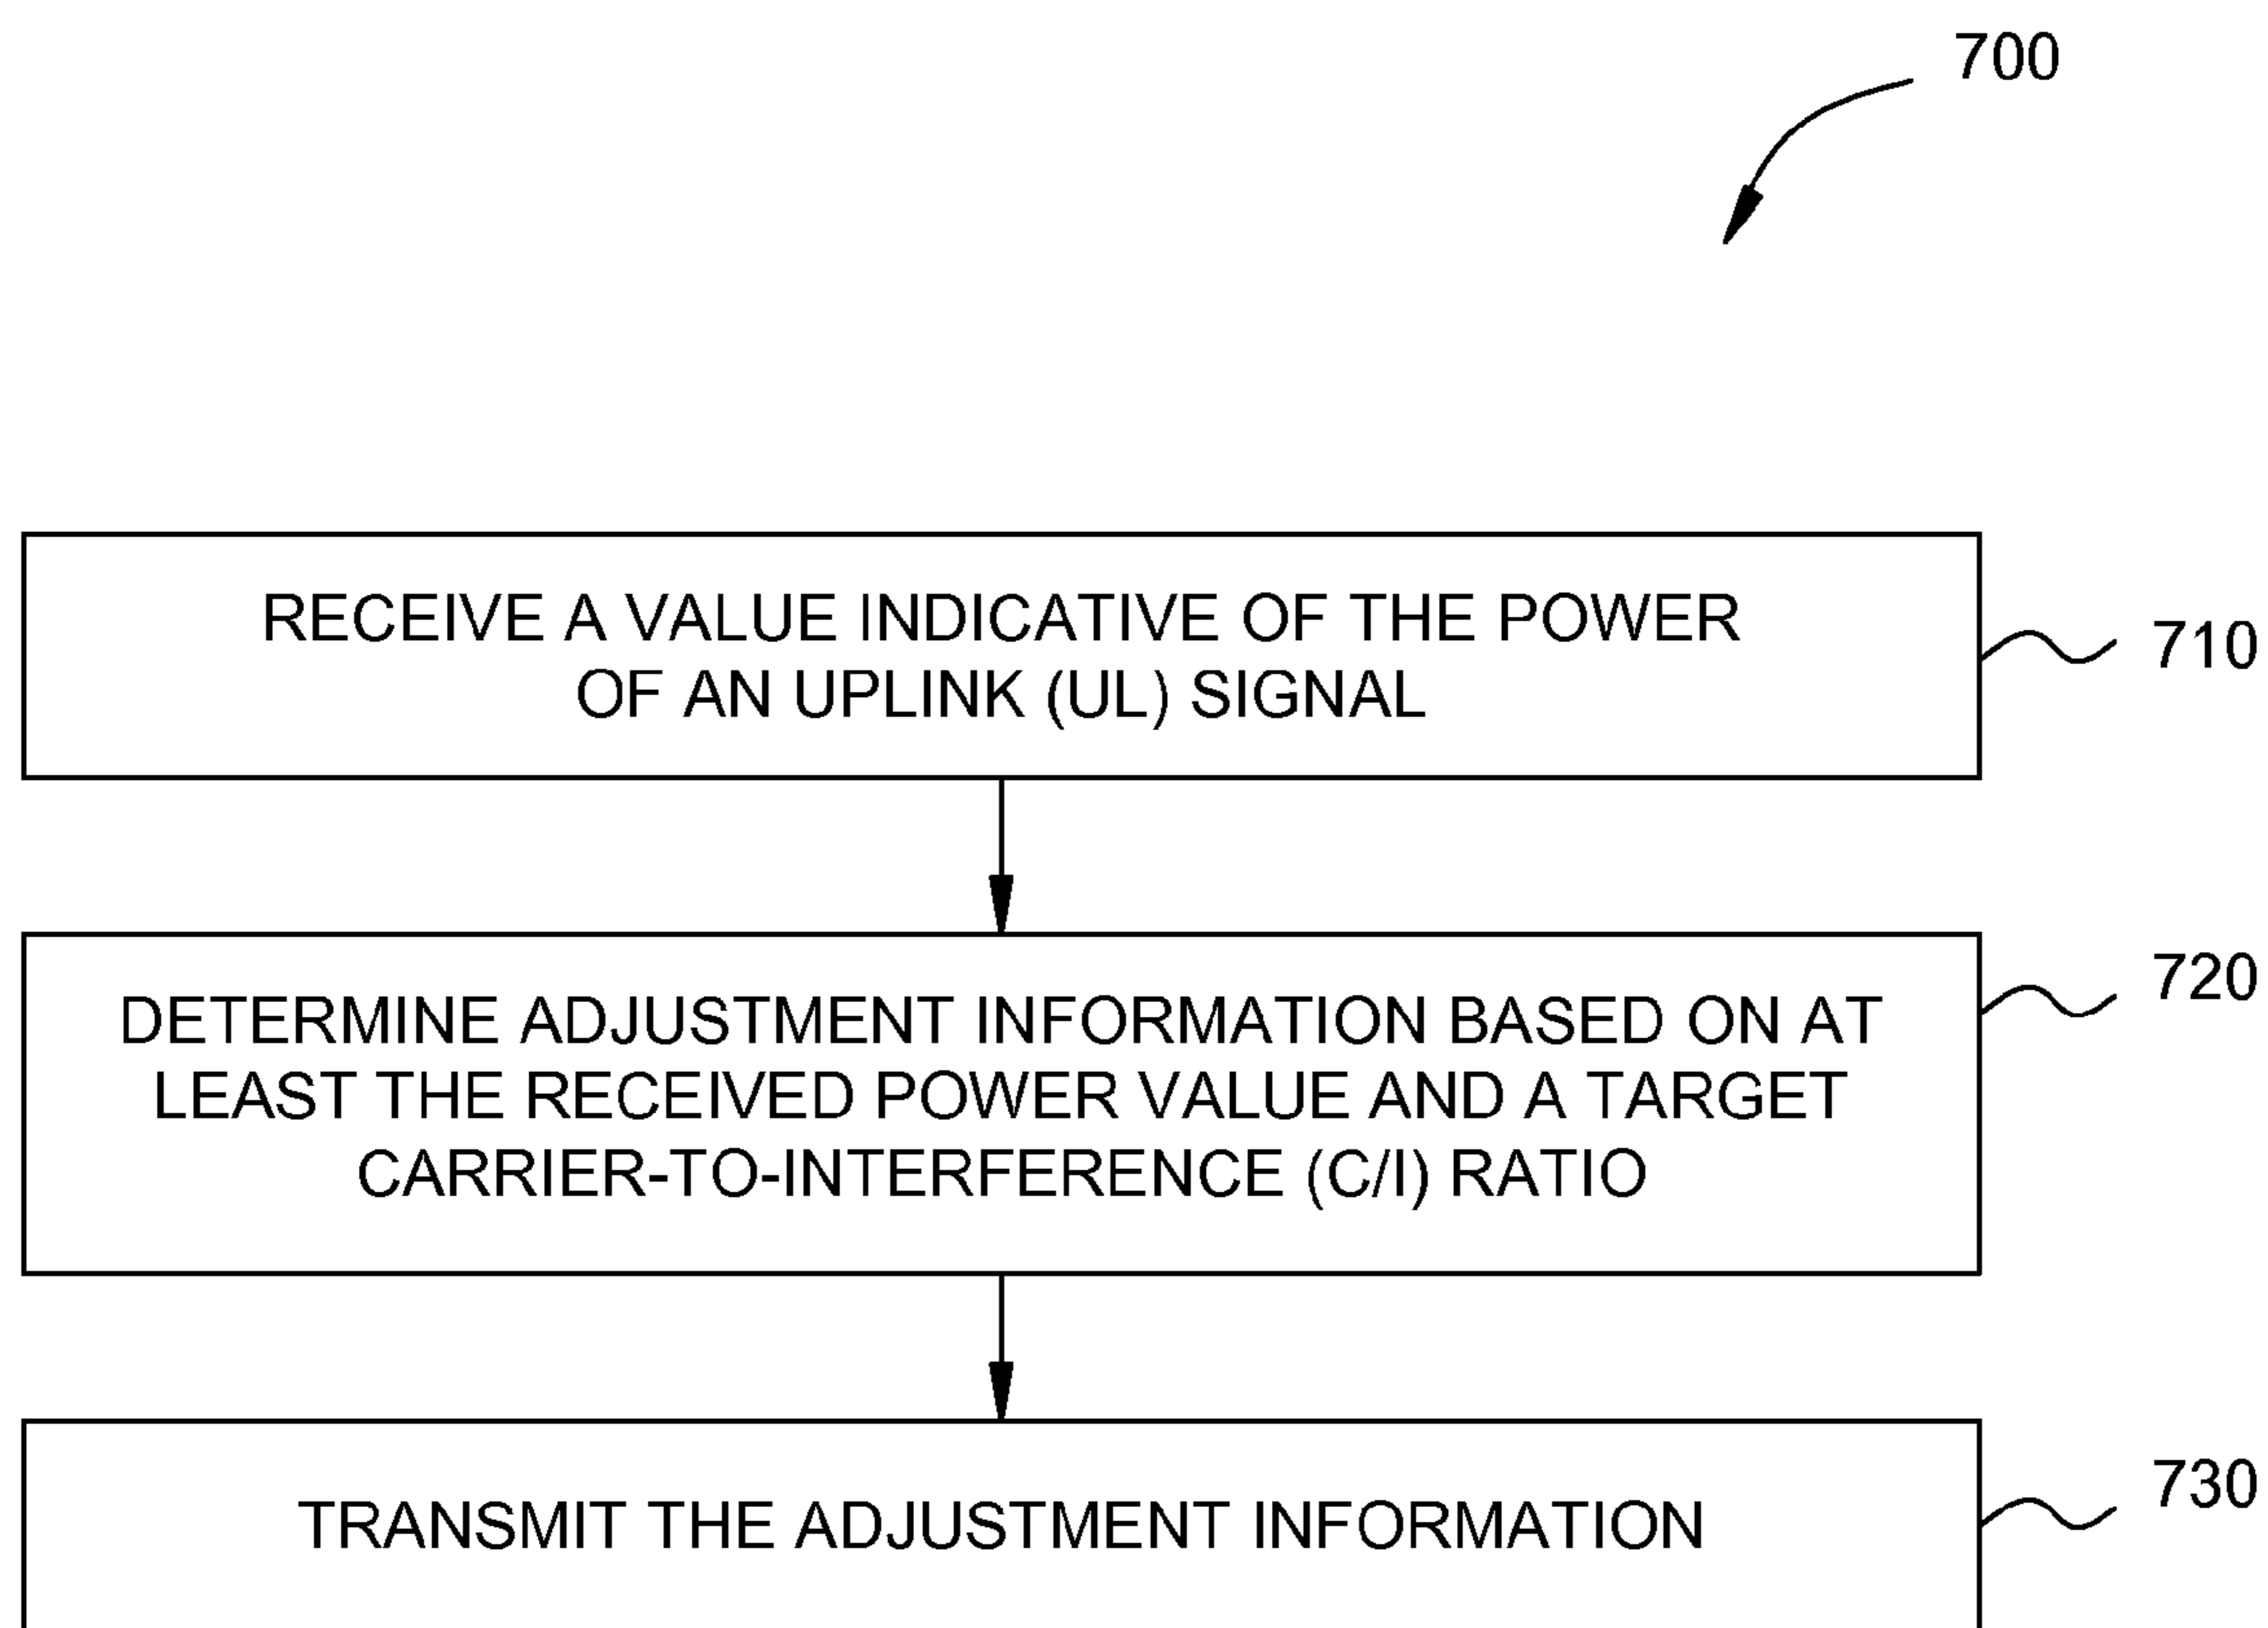 700
RECEIVE A VALUE INDICATIVE OF THE POWER
OF AN UPLINK (UL) SIGNAL
710
DETERMINE ADJUSTMENT INFORMATION BASED ON AT
LEAST THE RECEIVED POWER VALUE AND A TARGET
CARRIER-TO-INTERFERENCE (C/I) RATIO
720
TRANSMIT THE ADJUSTMENT INFORMATION
730